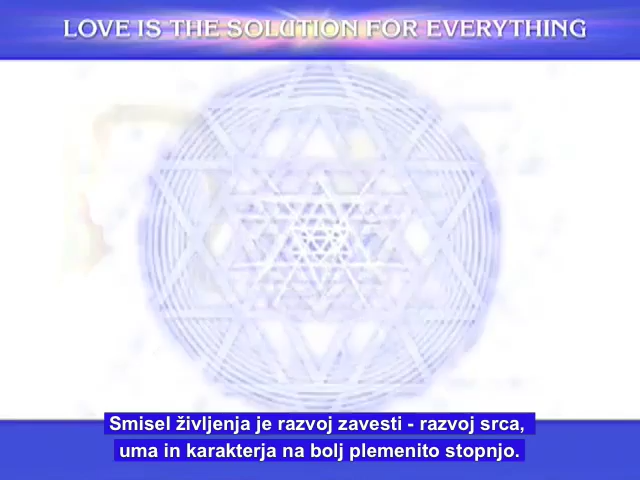 LOVE IS THE SOLUTION FOR EVERYTHING
Smisel življenja je razvoj zavesti - razvoj srca,
uma in karakterja na bolj plemenito stopnjo.